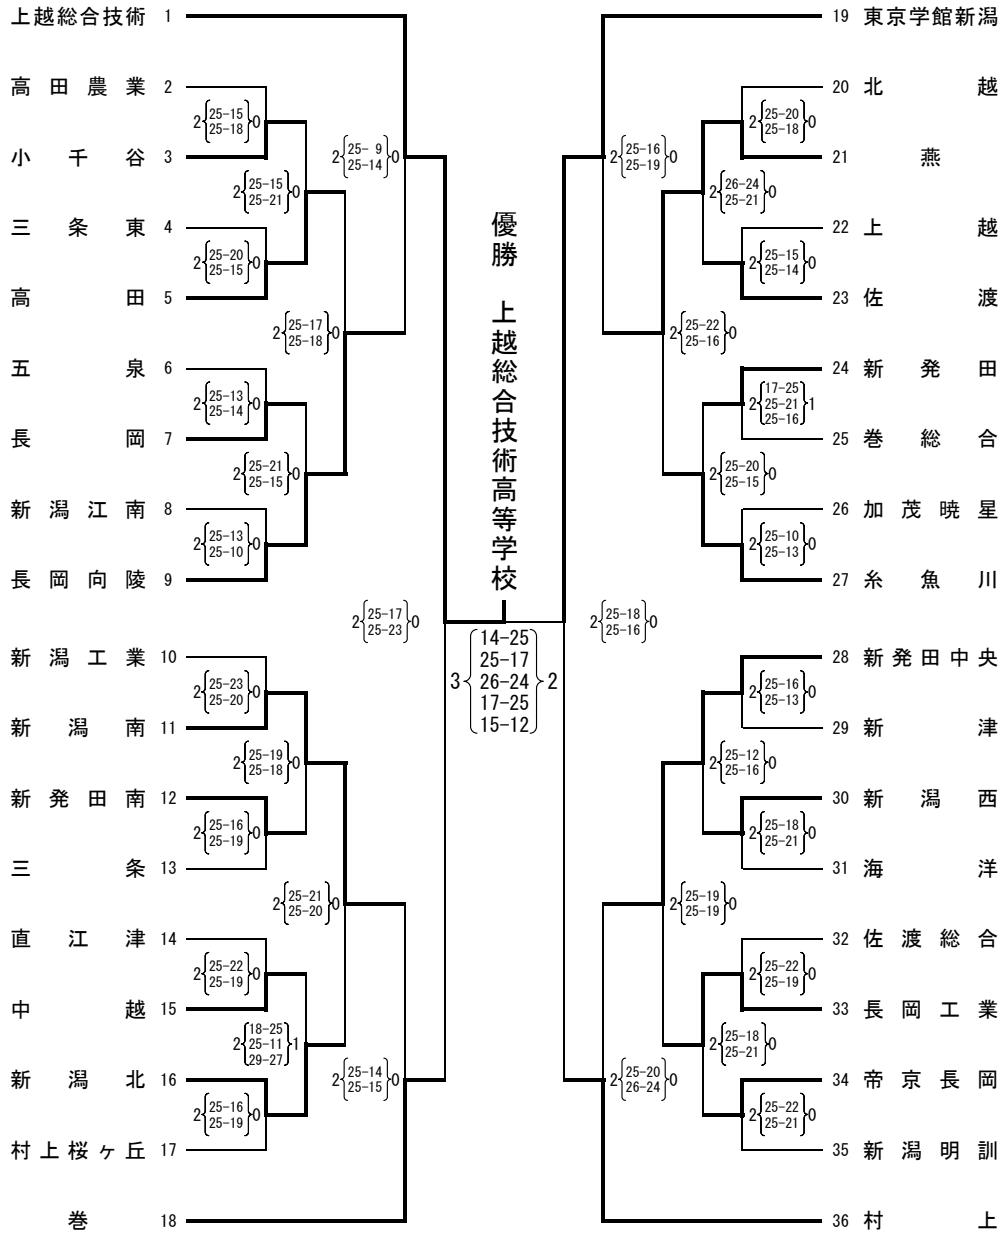 上越総合技術 1
高田農業 2
2 25-15 0
25-18
小千谷 3
2 25- 9 0
25-14
2 25-15 0
25-21
三条東 4
2 25-20 0
25-15
高田 5
2 25-17 0
25-18
五泉 6
2 25-13 0
25-14
長岡 7
2 25-21 0
25-15
新潟江南 8
2 25-13 0
25-10
長岡向陵 9
2 25-17 0
25-23
新潟工業 10
2 25-23 0
25-20
新潟南 11
2 25-19 0
25-18
新発田南 12
2 25-16 0
25-19
三条 13
2 25-21 0
25-20
直江津 14
2 25-22 0
25-19
中越 15
2 18-25 1
25-11
29-27
新潟北 16
2 25-14 0
25-15
2 25-16 0
25-19
村上桜ヶ丘 17
巻 18
優勝 上越総合技術高等学校
3 14-25 2
25-17
26-24
17-25
15-12
19 東京学館新潟
20 北越
2 25-20 0
25-18
21 燕
2 25-16 0
25-19
2 26-24 0
25-21
22 上越
2 25-15 0
25-14
23 佐渡
2 25-22 0
25-16
24 新発田
2 17-25 1
25-21
25-16
25 巻総合
2 25-20 0
25-15
26 加茂暁星
2 25-10 0
25-13
27 糸魚川
2 25-18 0
25-16
28 新発田中央
2 25-16 0
25-13
29 新津
2 25-12 0
25-16
30 新潟西
2 25-18 0
25-21
31 海洋
2 25-19 0
25-19
32 佐渡総合
2 25-22 0
25-19
33 長岡工業
2 25-18 0
25-21
34 帝京長岡
2 25-20 0
26-24
2 25-22 0
25-21
35 新潟明訓
36 村上